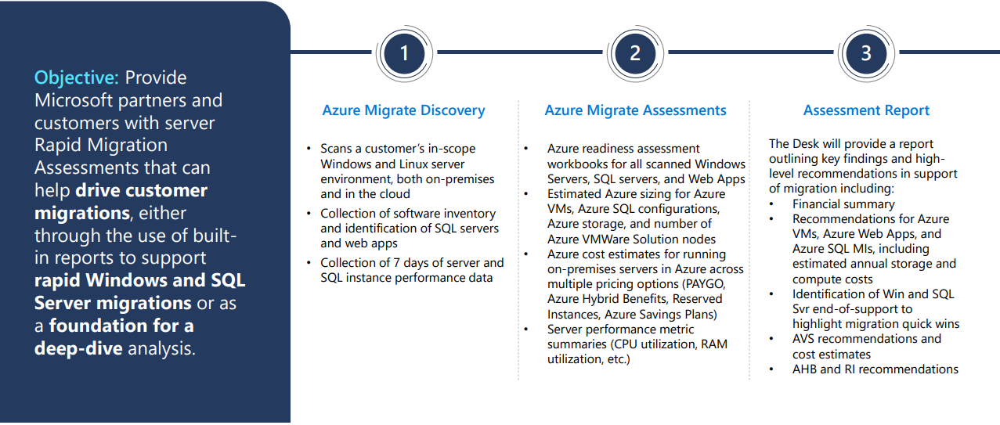 Objective: Provide
Microsoft partners and
customers with server
Rapid Migration
Assessments that can
help drive customer
migrations, either
through the use of built-
in reports to support
rapid Windows and SQL
Server migrations or as
a foundation for a
deep-dive analysis.
1
Azure Migrate Discovery
• Scans a customer's in-scope
Windows and Linux server
environment, both on-premises
and in the cloud
• Collection of software inventory
and identification of SQL servers
and web apps
• Collection of 7 days of server and
SQL instance performance data
2
Azure Migrate Assessments
• Azure readiness assessment
workbooks for all scanned Windows
Servers, SQL servers, and Web Apps
• Estimated Azure sizing for Azure
VMs, Azure SQL configurations,
Azure storage, and number of
Azure VMWare Solution nodes
• Azure cost estimates for running
on-premises servers in Azure across
multiple pricing options (PAYGO,
Azure Hybrid Benefits, Reserved
Instances, Azure Savings Plans)
• Server performance metric
summaries (CPU utilization, RAM
utilization, etc.)
3
Assessment Report
The Desk will provide a report
outlining key findings and high-
level recommendations in support
of migration including:
• Financial summary
• Recommendations for Azure
VMs, Azure Web Apps, and
Azure SQL MIs, including
estimated annual storage and
compute costs
• Identification of Win and SQL
Svr end-of-support to
highlight migration quick wins
• AVS recommendations and
cost estimates
• AHB and RI recommendations